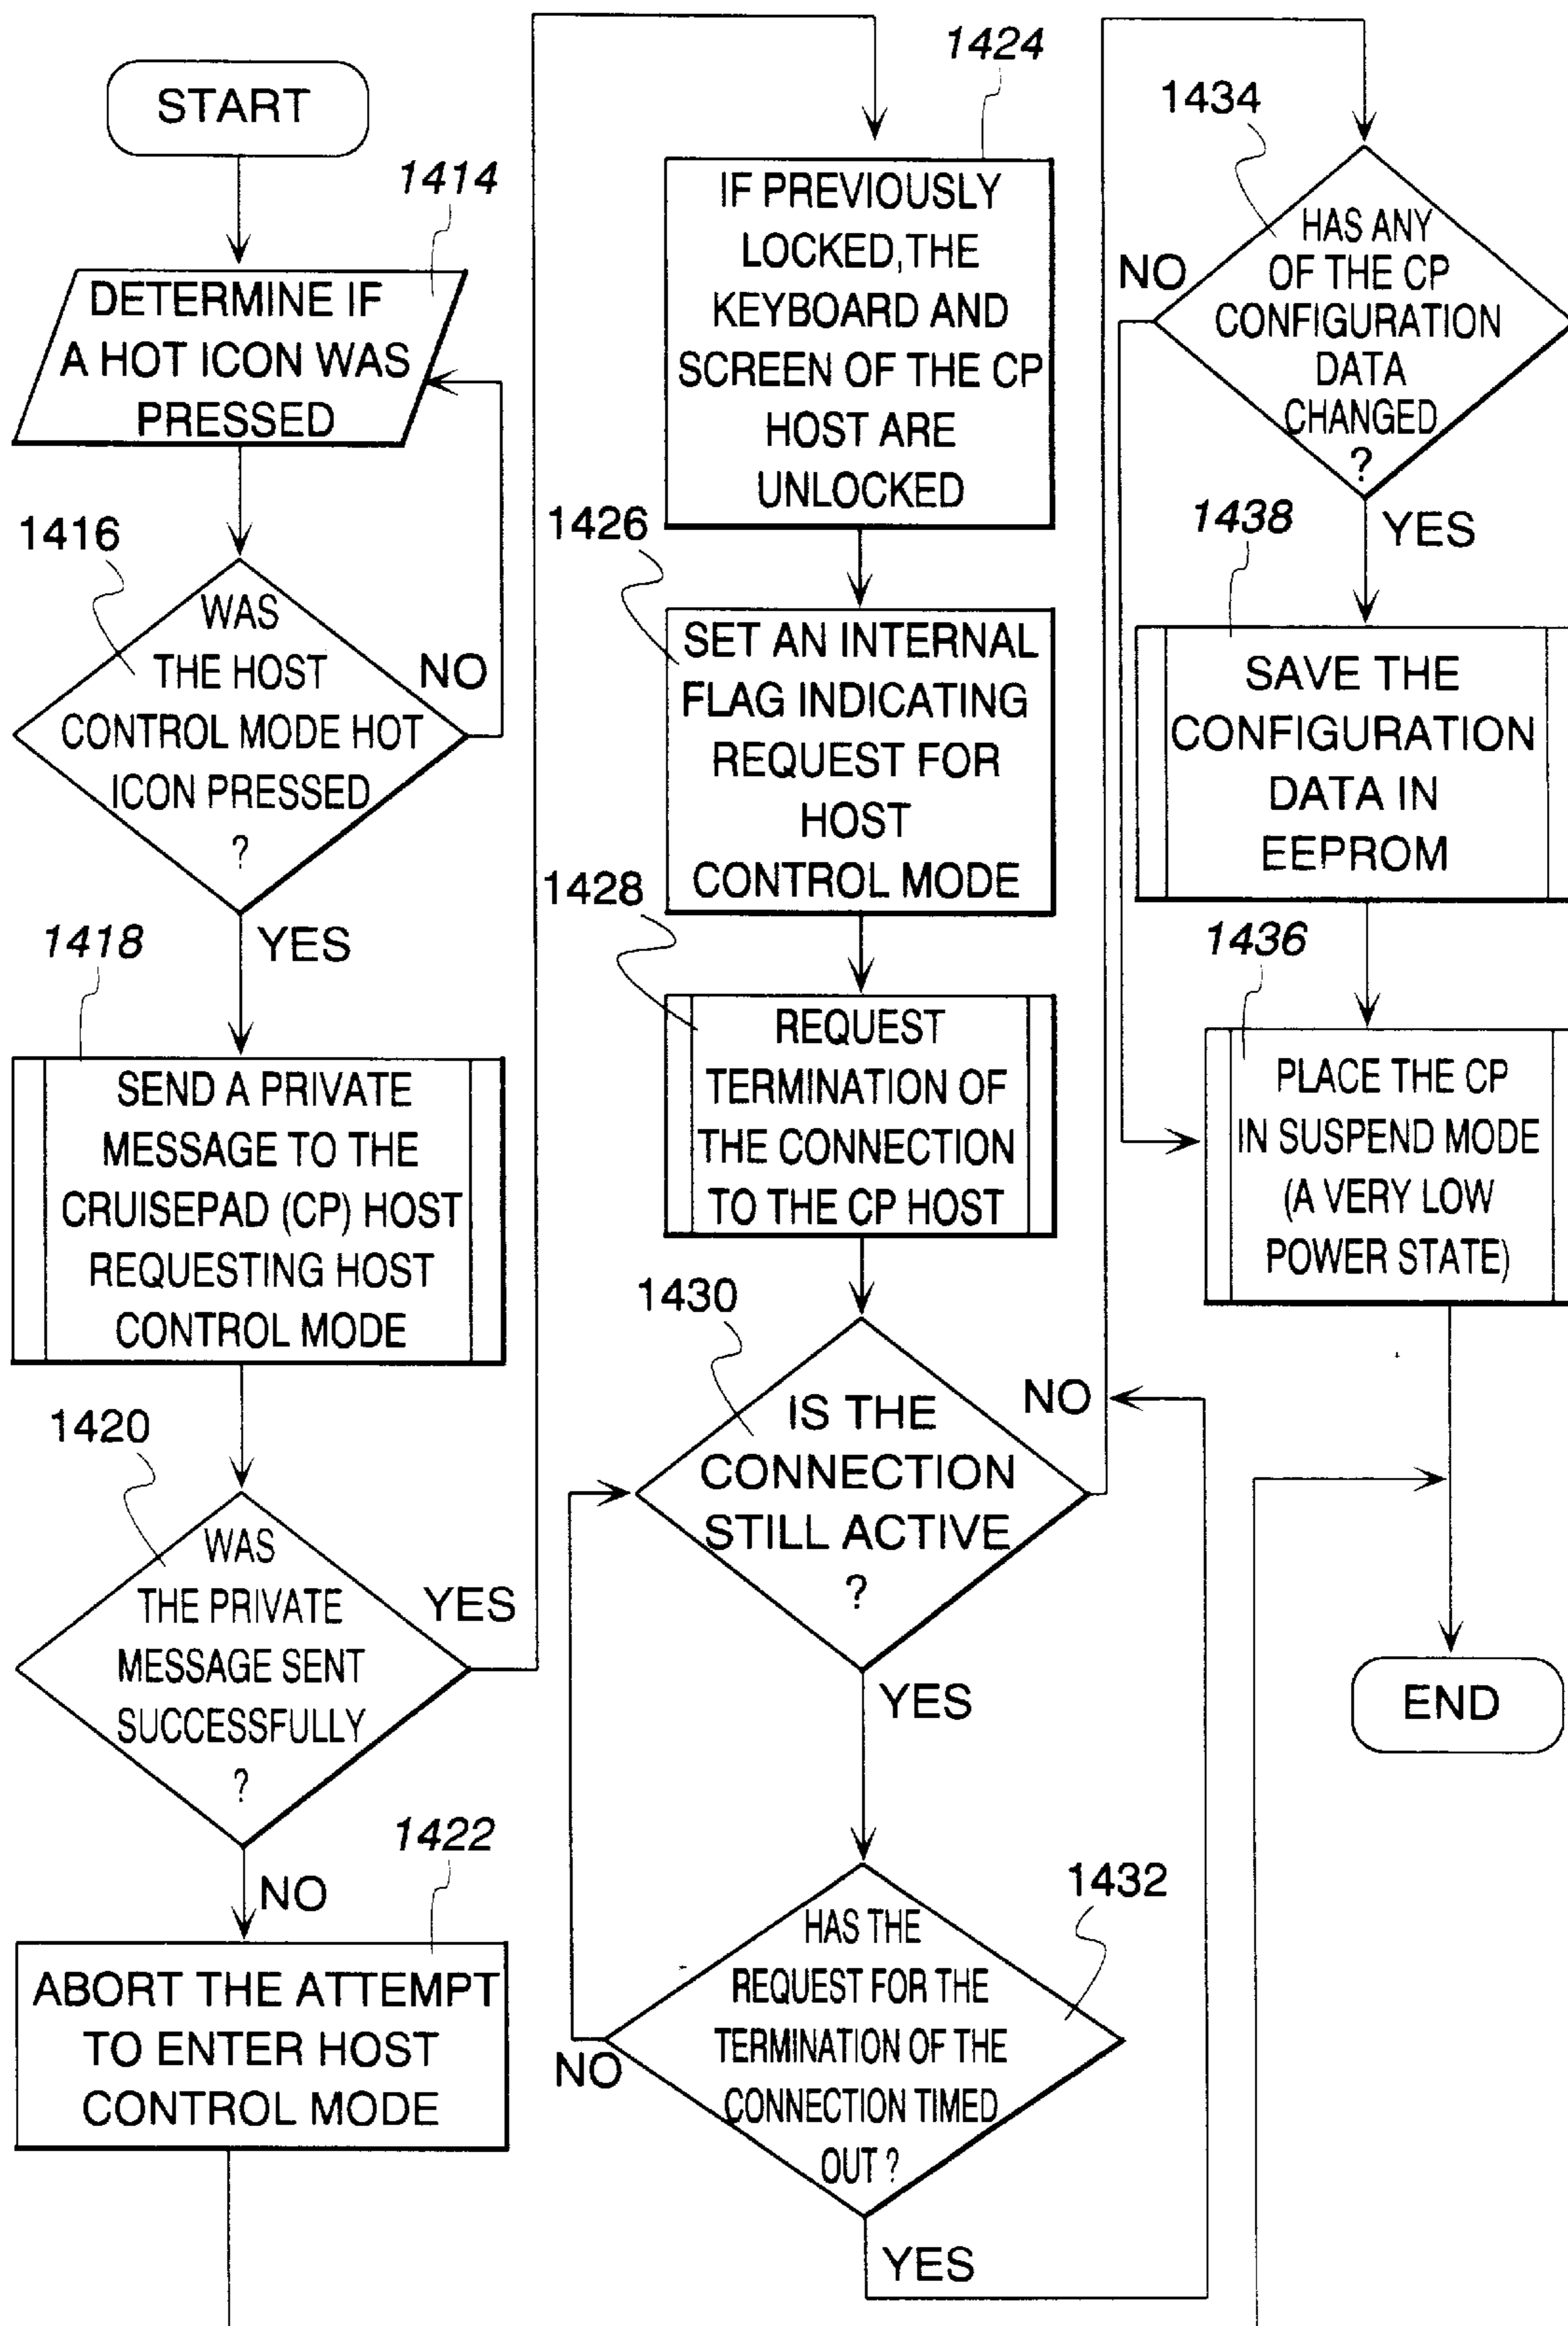 START
1414
DETERMINE IF
A HOT ICON WAS
PRESSED
1416
WAS
THE HOST
CONTROL MODE HOT
ICON PRESSED
?
NO
YES
1418
SEND A PRIVATE
MESSAGE TO THE
CRUISEPAD (CP) HOST
REQUESTING HOST
CONTROL MODE
1420
WAS
THE PRIVATE
MESSAGE SENT
SUCCESSFULLY
?
YES
NO
1422
ABORT THE ATTEMPT
TO ENTER HOST
CONTROL MODE
1424
IF PREVIOUSLY
LOCKED, THE
KEYBOARD AND
SCREEN OF THE CP
HOST ARE
UNLOCKED
1426
SET AN INTERNAL
FLAG INDICATING
REQUEST FOR
HOST
CONTROL MODE
1428
REQUEST
TERMINATION OF
THE CONNECTION
TO THE CP HOST
1430
IS THE
CONNECTION
STILL ACTIVE
?
NO
YES
1432
HAS THE
REQUEST FOR THE
TERMINATION OF THE
CONNECTION TIMED
OUT ?
NO
YES
1434
HAS ANY
OF THE CP
CONFIGURATION
DATA
CHANGED
?
NO
YES
1438
SAVE THE
CONFIGURATION
DATA IN
EEPROM
1436
PLACE THE CP
IN SUSPEND MODE
(A VERY LOW
POWER STATE)
END